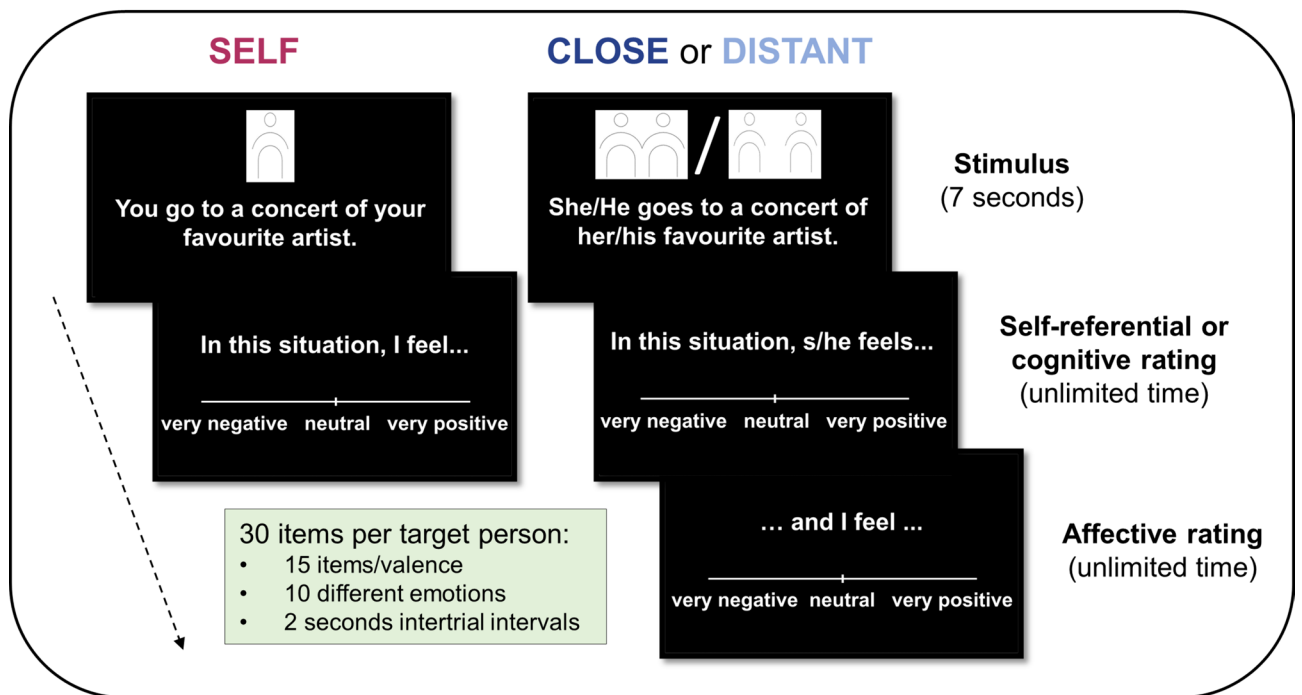 SELF
CLOSE or DISTANT
You go to a concert of your
favourite artist.
/
She/He goes to a concert of
her/his favourite artist.
Stimulus
(7 seconds)
In this situation, I feel...
very negative neutral very positive
In this situation, s/he feels...
very negative neutral very positive
Self-referential or
cognitive rating
(unlimited time)
… and I feel ...
very negative neutral very positive
Affective rating
(unlimited time)
30 items per target person:
• 15 items/valence
• 10 different emotions
• 2 seconds intertrial intervals